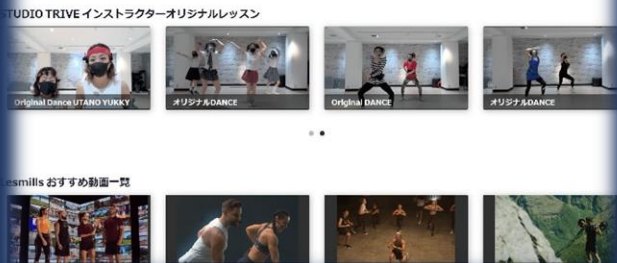 STUDIO TRIVE インストラクターオリジナルレッスン
Original Dance UTANO YUKKY
オリジナルDANCE
Original DANCE
オリジナルDANCE
Lesmills おすすめ動画一覧